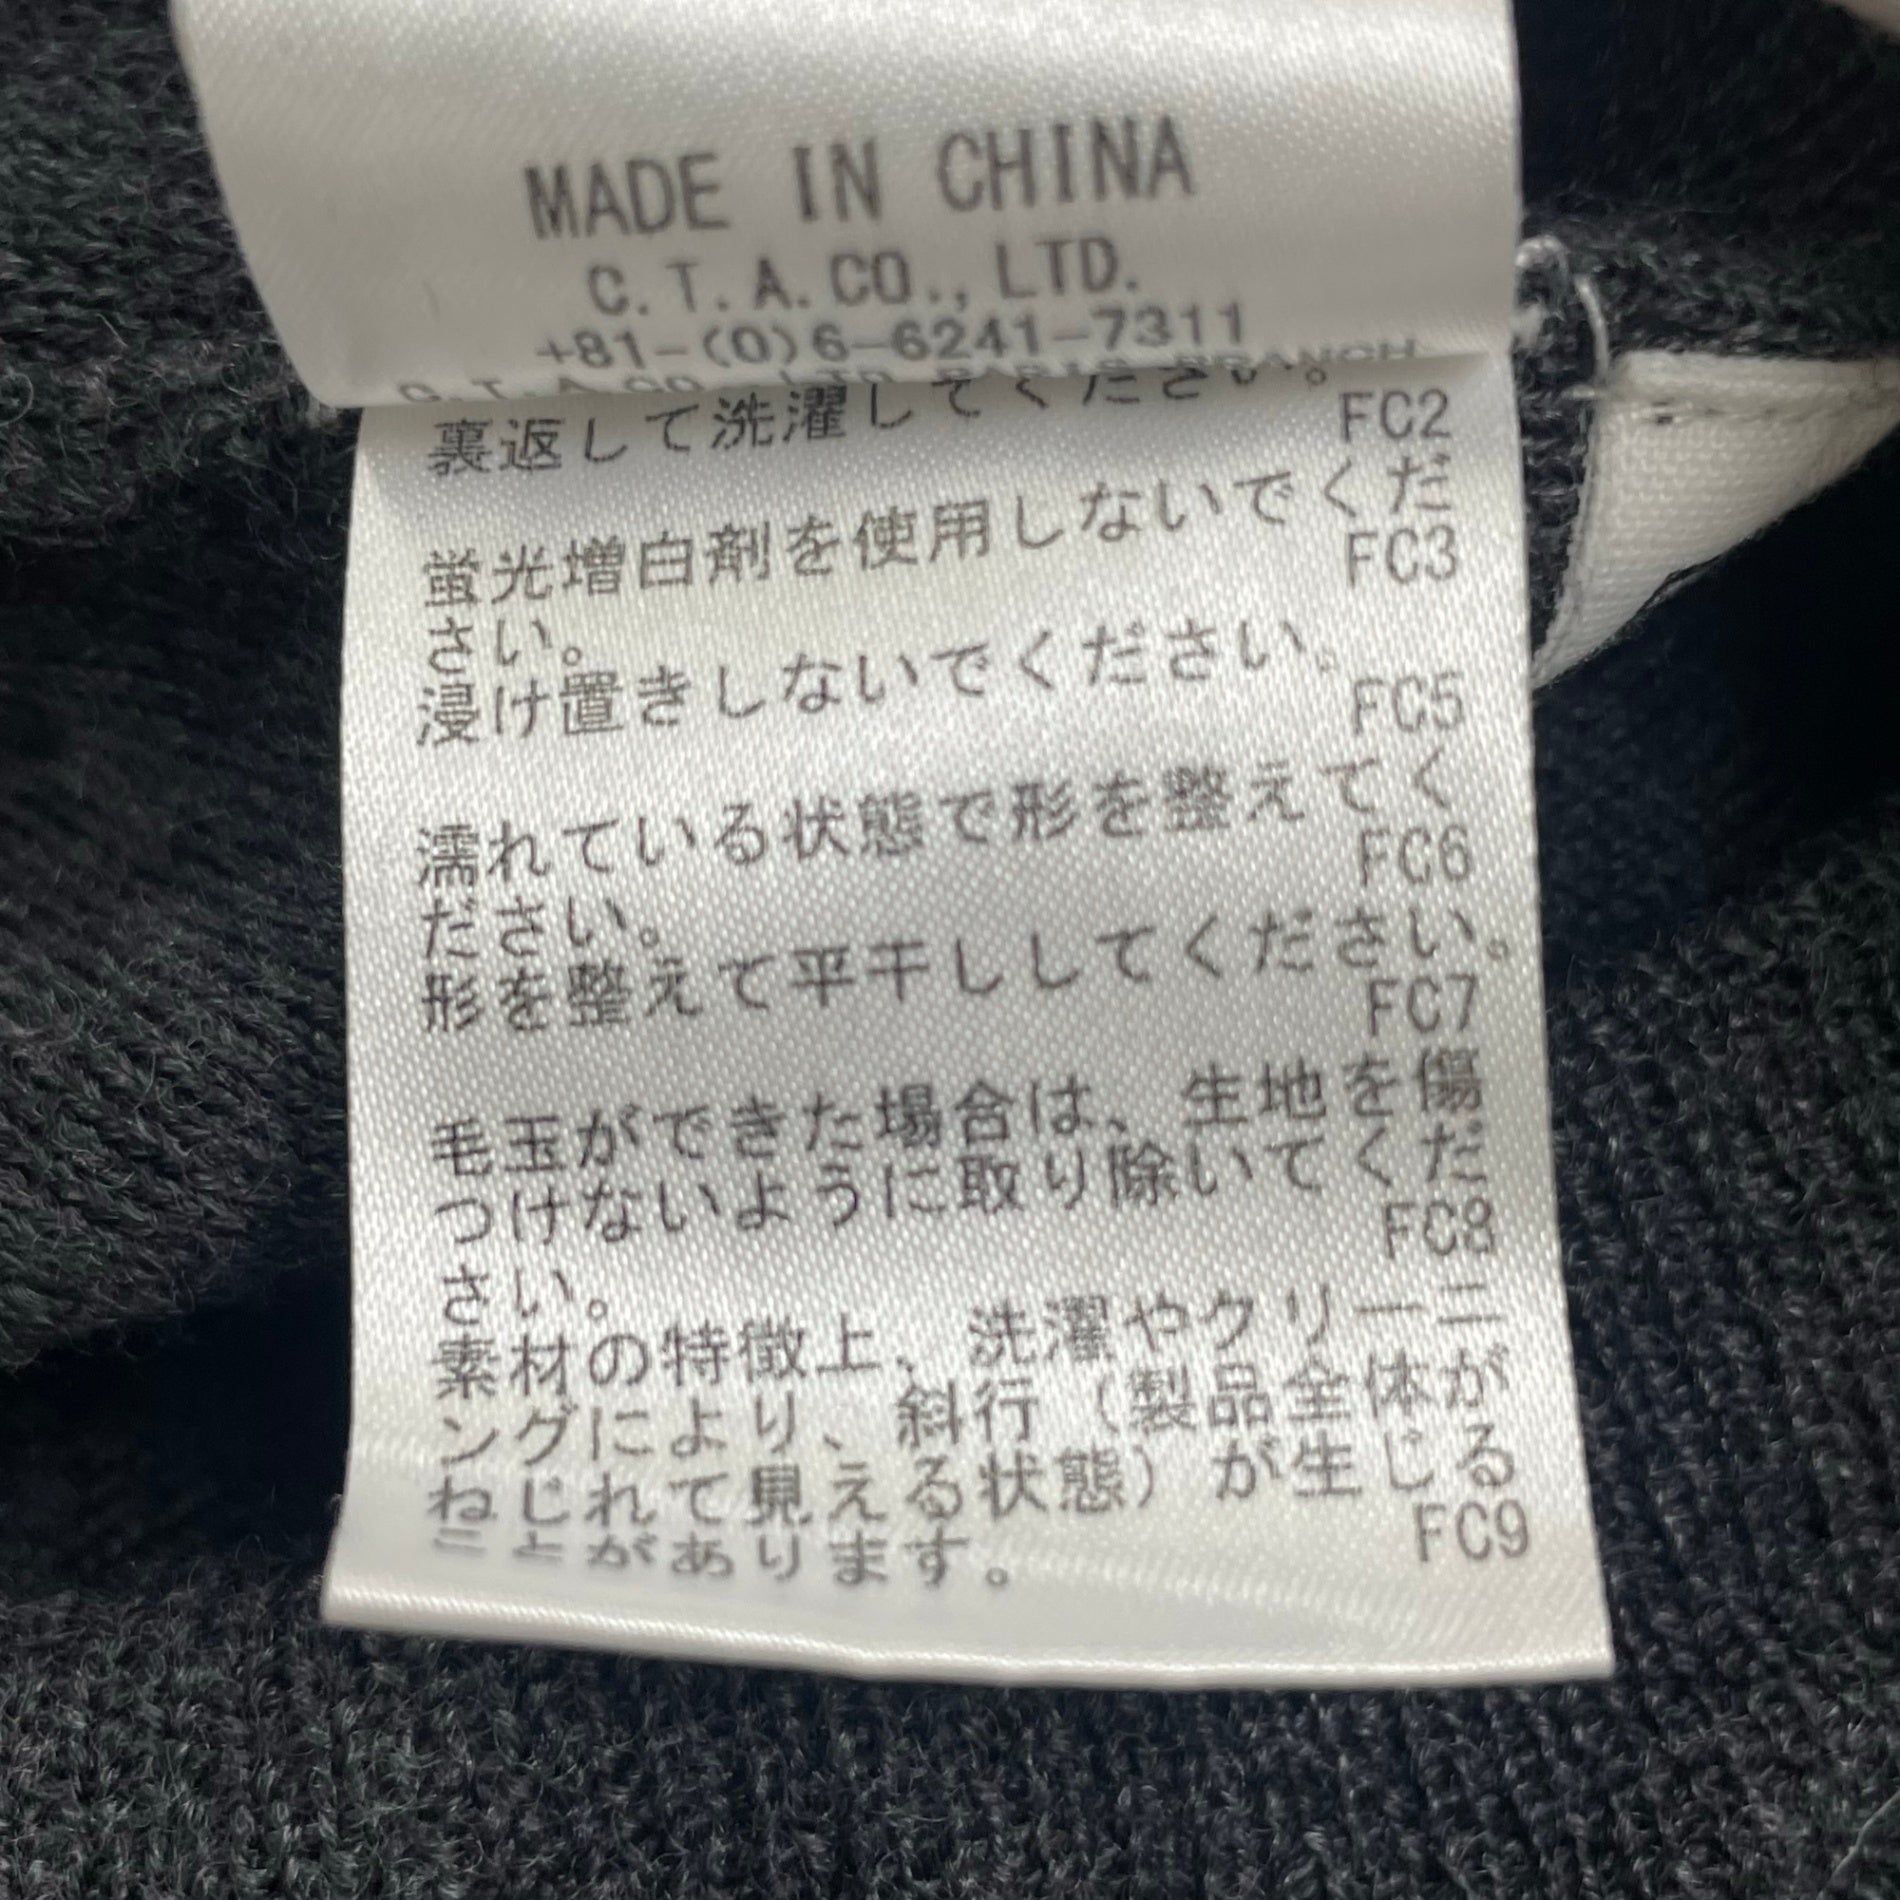 MADE IN CHINA
C.T.A.CO.,LTD.
+81-(0)6-6241-7311
C.T.A.CO.,LTD PARIS BRANCH
裏返して洗濯してください。
FC2
蛍光増白剤を使用しないでくだ
FC3
さい。
浸け置きしないでください。
FC5
濡れている状態で形を整えてく
FC6
ださい。
形を整えて平干ししてください。
FC7
毛玉ができた場合は、生地を傷
つけないように取り除いてくだ
FC8
さい。
素材の特徴上、洗濯やクリーニ
ングにより、斜行（製品全体が
ねじれて見える状態）が生じる
FC9
ことがあります。